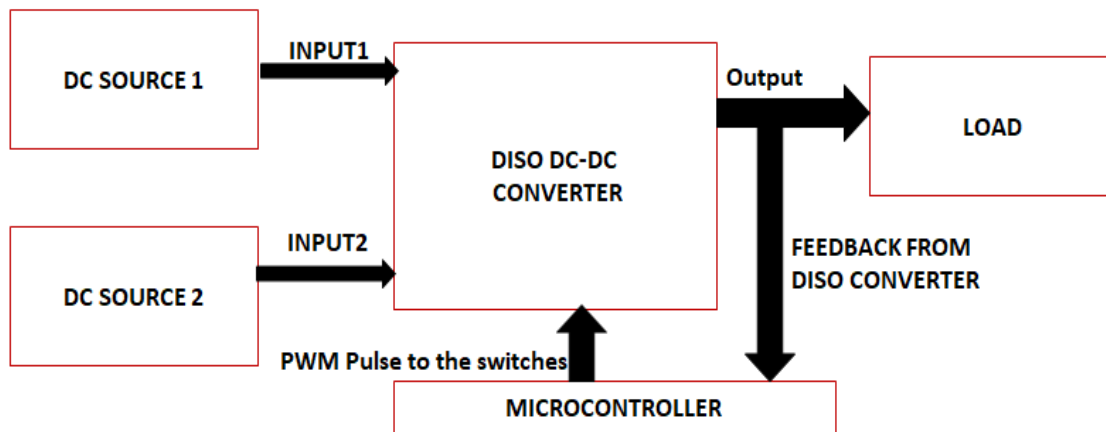 DC SOURCE 1
INPUT1
DISO DC-DC
CONVERTER
Output
LOAD
DC SOURCE 2
INPUT2
FEEDBACK FROM
DISO CONVERTER
PWM Pulse to the switches
MICROCONTROLLER